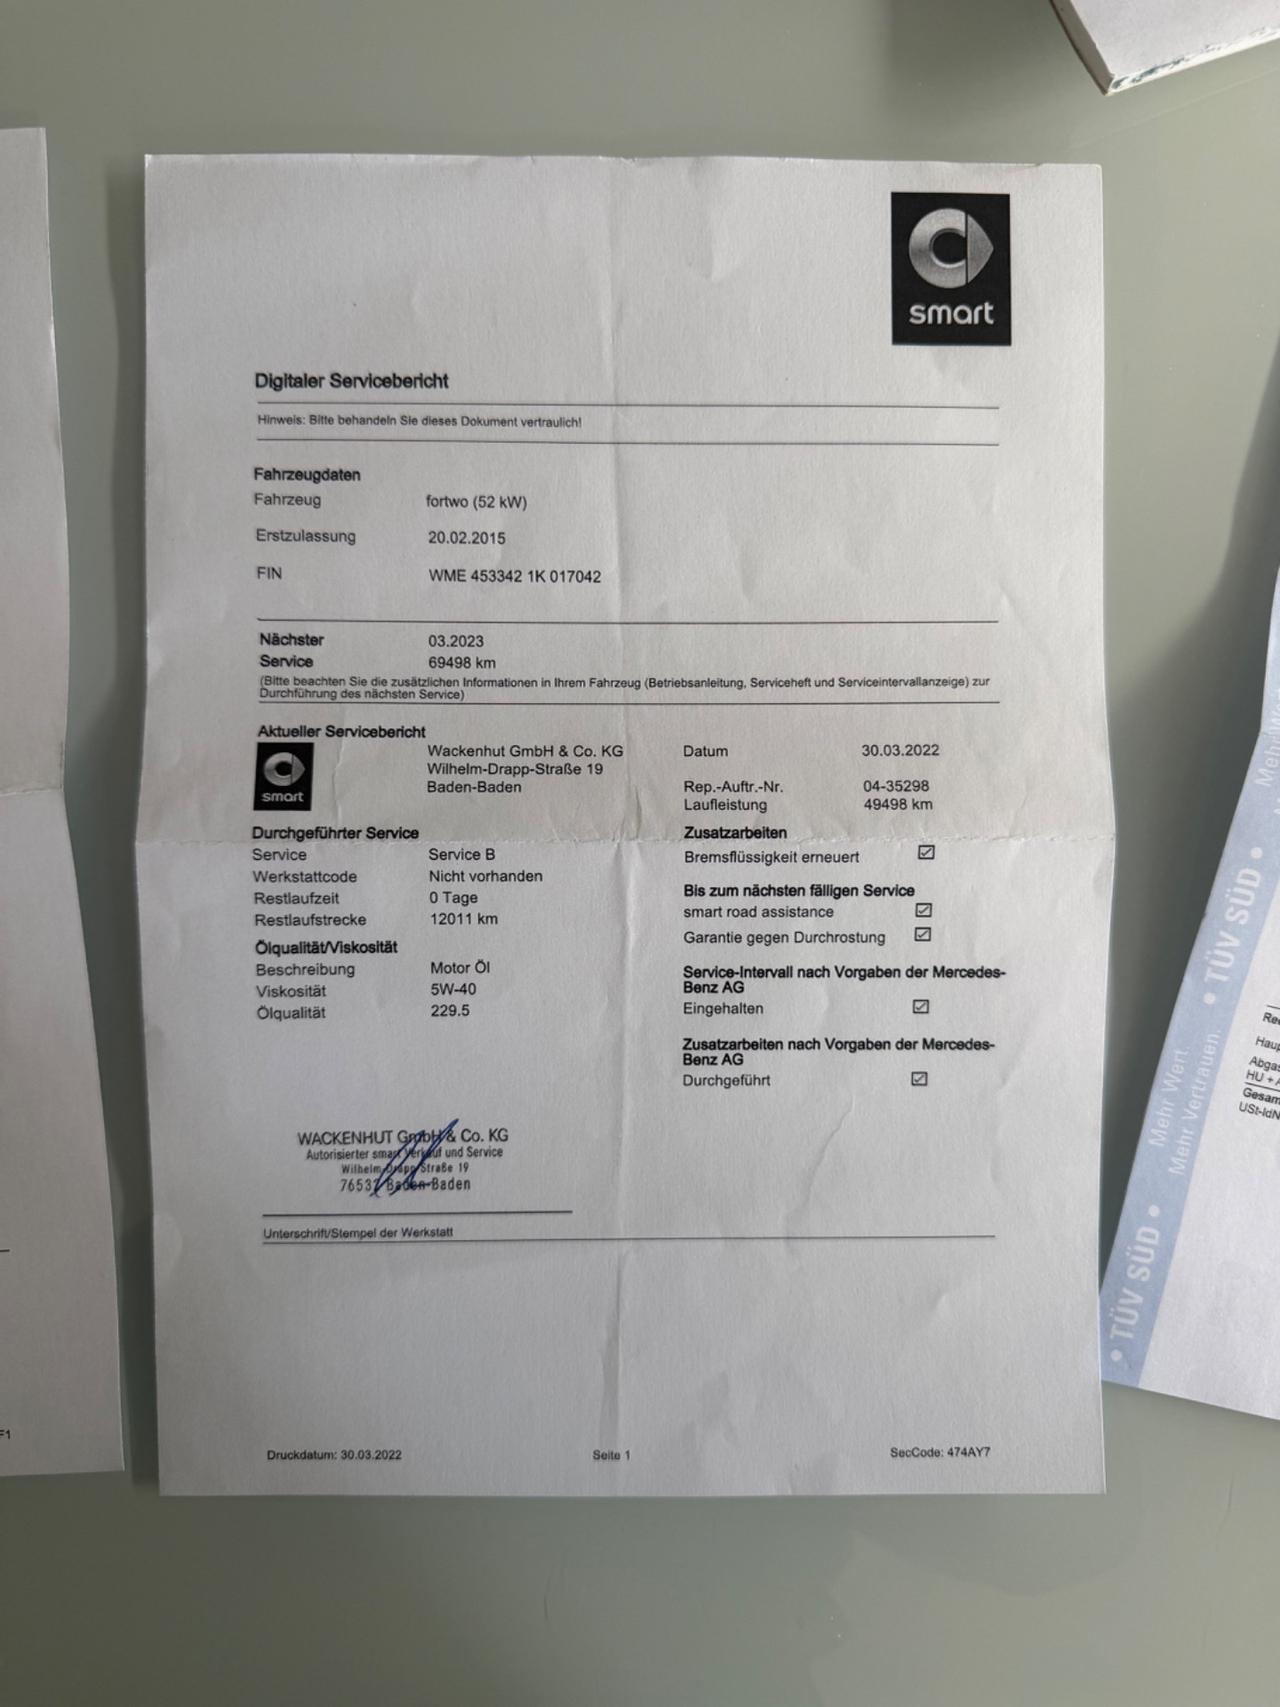 smart
Digitaler Servicebericht
Hinweis: Bitte behandeln Sie dieses Dokument vertraulich!
Fahrzeugdaten
Fahrzeug fortwo (52 kW)
Erstzulassung 20.02.2015
FIN WME 453342 1K 017042
Nächster 03.2023
Service 69498 km
(Bitte beachten Sie die zusätzlichen Informationen in Ihrem Fahrzeug (Betriebsanleitung, Serviceheft und Serviceintervallanzeige) zur
Durchführung des nächsten Service)
Aktueller Servicebericht
smart
Wackenhut GmbH & Co. KG
Wilhelm-Drapp-Straße 19
Baden-Baden
Datum 30.03.2022
Rep.-Auftr.-Nr. 04-35298
Laufleistung 49498 km
Durchgeführter Service
Service Service B
Werkstattcode Nicht vorhanden
Restlaufzeit 0 Tage
Restlaufstrecke 12011 km
Ölqualität/Viskosität
Beschreibung Motor Öl
Viskosität 5W-40
Ölqualität 229.5
Zusatzarbeiten
Bremsflüssigkeit erneuert
Bis zum nächsten fälligen Service
smart road assistance
Garantie gegen Durchrostung
Service-Intervall nach Vorgaben der Mercedes-
Benz AG
Eingehalten
Zusatzarbeiten nach Vorgaben der Mercedes-
Benz AG
Durchgeführt
WACKENHUT GmbH & Co. KG
Autorisierter smart Verkauf und Service
Wilhelm-Drapp-Straße 19
76532 Baden-Baden
Unterschrift/Stempel der Werkstatt
Druckdatum: 30.03.2022 Seite 1 SecCode: 474AY7
F1
• TÜV SÜD • Mehr Wert. Mehr Vertrauen. • TÜV SÜD •
HU +
USt-IdN